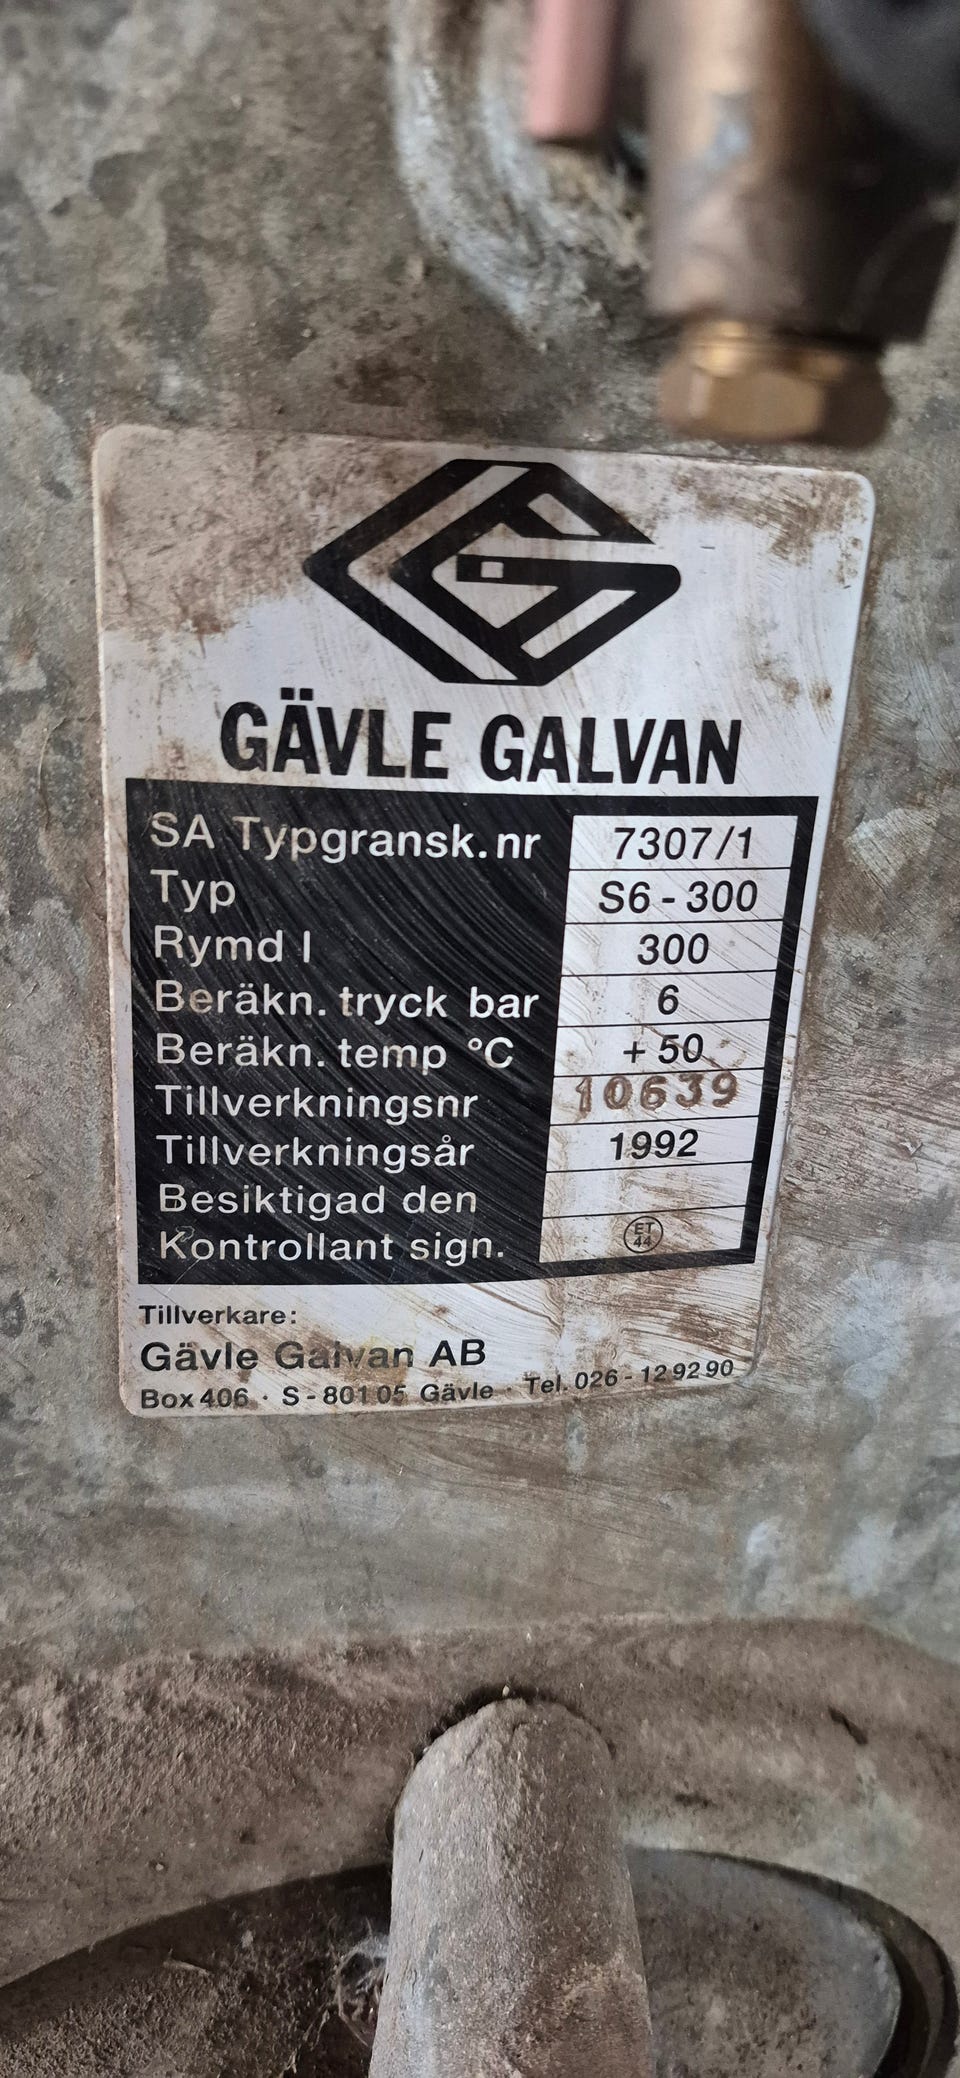 GÄVLE GALVAN
SA Typgransk.nr 7307/1
Typ S6-300
Rymd l 300
Beräkn. tryck bar 6
Beräkn. temp °C +50
Tillverkningsnr 10639
Tillverkningsår 1992
Besiktigad den
Kontrollant sign. ET 44
Tillverkare:
Gävle Galvan AB
Box 406 · S-801 05 Gävle · Tel. 026-12 92 90